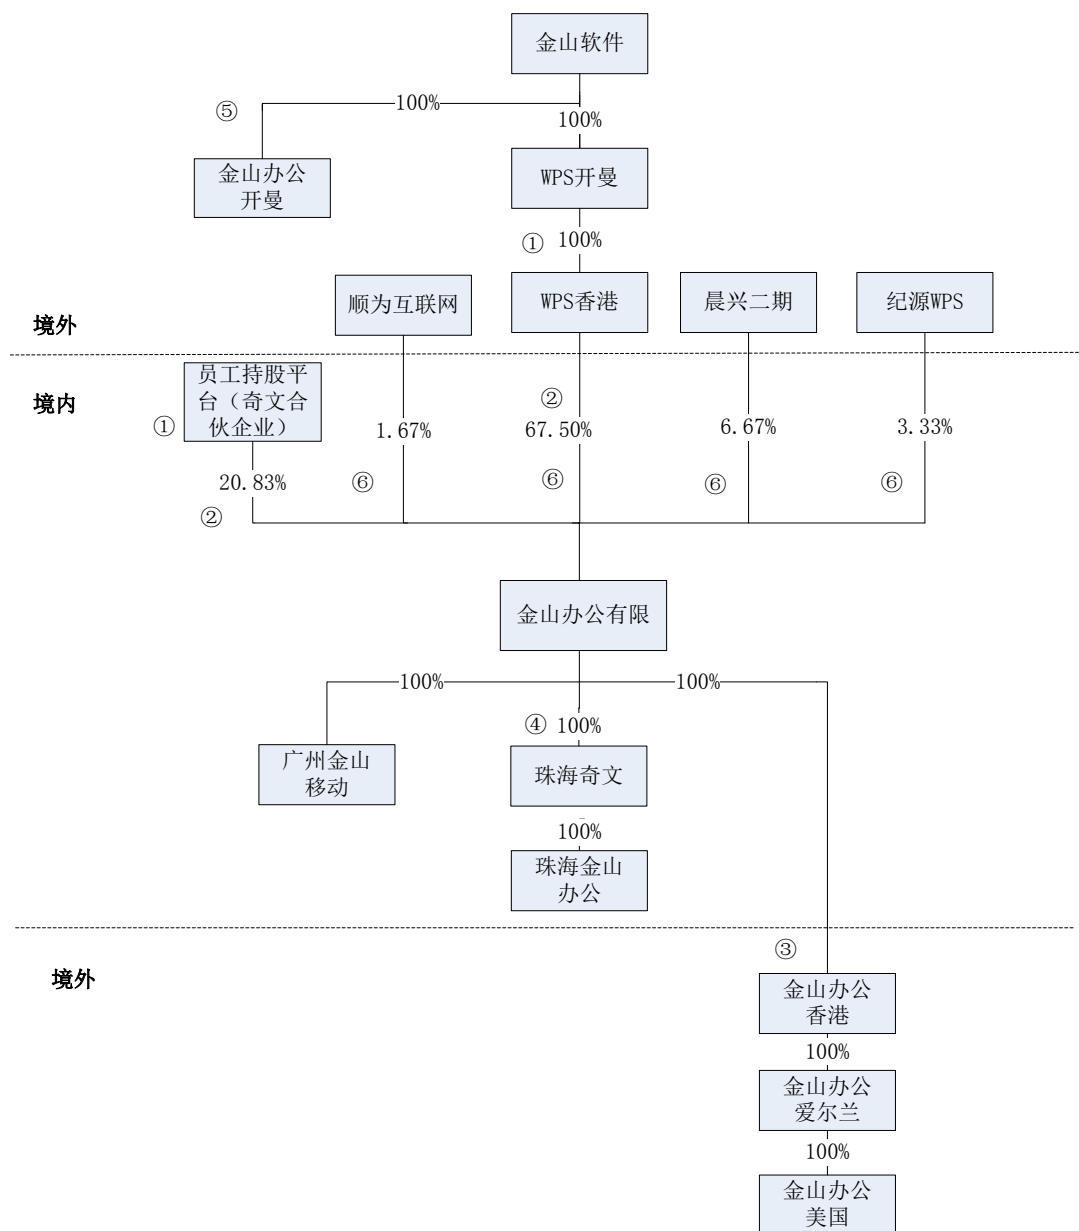 金山软件
100%
⑤
100%
金山办公
开曼
WPS开曼
① 100%
顺为互联网
WPS香港
晨兴二期
纪源WPS
境外
境内
员工持股平
台（奇文合
伙企业）
①
②
1.67%
67.50%
6.67%
3.33%
20.83%
⑥
⑥
⑥
⑥
②
金山办公有限
100%
100%
④ 100%
广州金山
移动
珠海奇文
100%
珠海金山
办公
③
境外
金山办公
香港
100%
金山办公
爱尔兰
100%
金山办公
美国